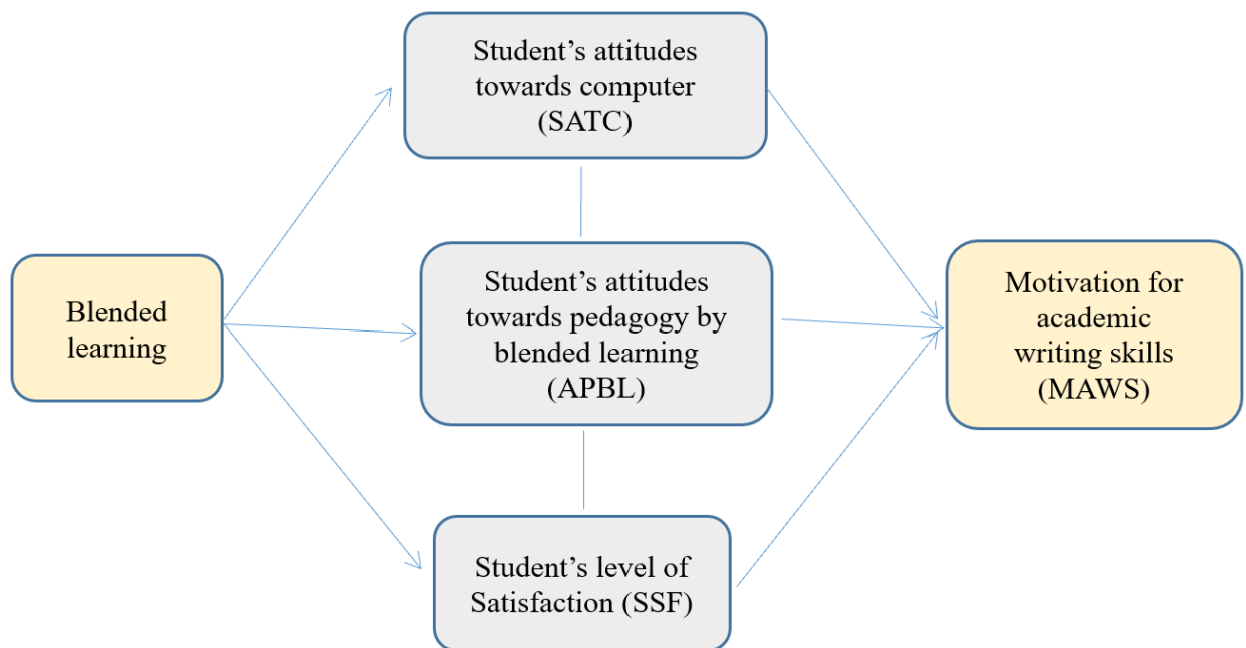 Student’s attitudes
towards computer
(SATC)
Blended
learning
Student’s attitudes
towards pedagogy by
blended learning
(APBL)
Motivation for
academic
writing skills
(MAWS)
Student’s level of
Satisfaction (SSF)